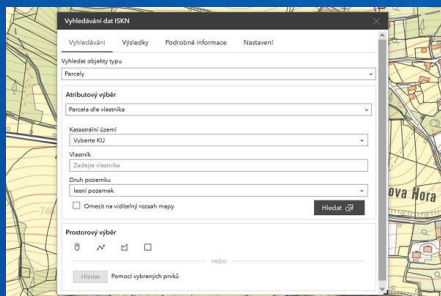 Vyhledávání dat ISKN
Vyhledávání Výsledky Podrobné informace Nastavení
Vyhledat objekty typu
Parcely
Atributový výběr
Parcela dle vlastníka
Katastrální území
Vyberte KÚ
Vlastník
Zadejte vlastníka
Druh pozemku
lesní pozemek
Omezit na viditelný rozsah mapy
Hledat
ova Hora
Prostorový výběr
nebo
Hledat Pomocí vybraných prvků